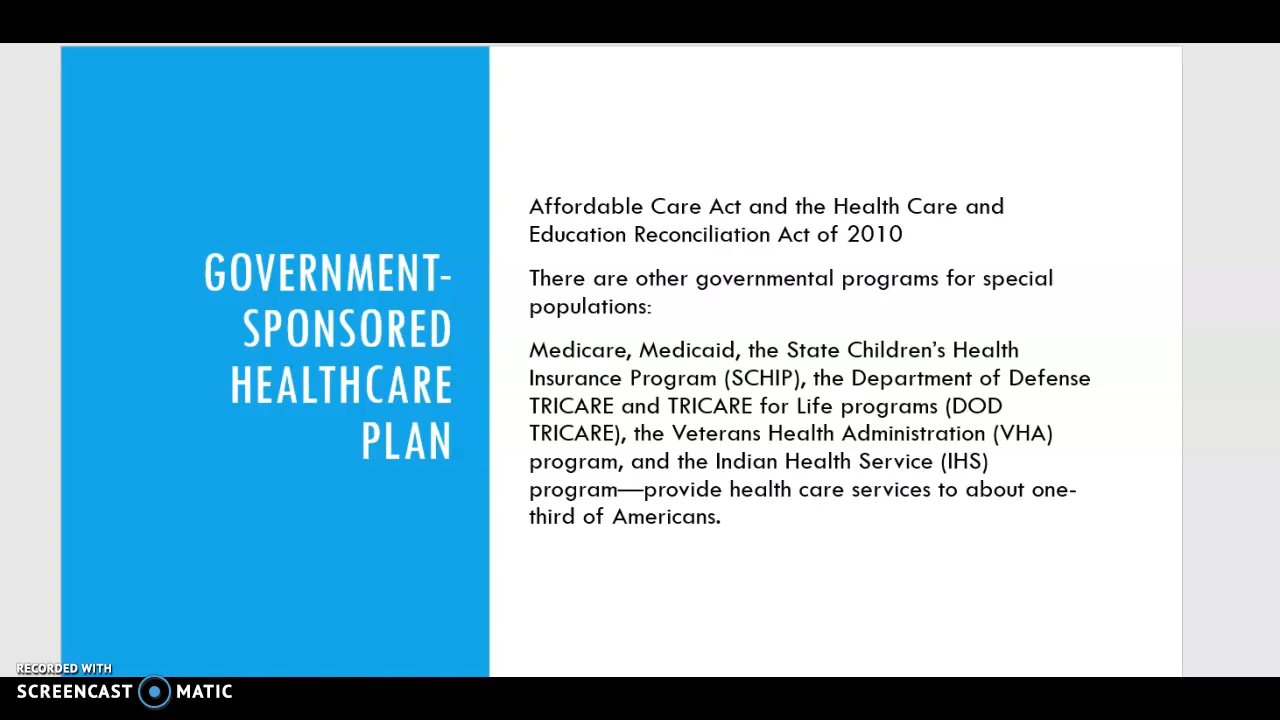 GOVERNMENT-
SPONSORED
HEALTHCARE
PLAN
Affordable Care Act and the Health Care and
Education Reconciliation Act of 2010
There are other governmental programs for special
populations:
Medicare, Medicaid, the State Children’s Health
Insurance Program (SCHIP), the Department of Defense
TRICARE and TRICARE for Life programs (DOD
TRICARE), the Veterans Health Administration (VHA)
program, and the Indian Health Service (IHS)
program—provide health care services to about one-
third of Americans.
RECORDED WITH
SCREENCAST MATIC